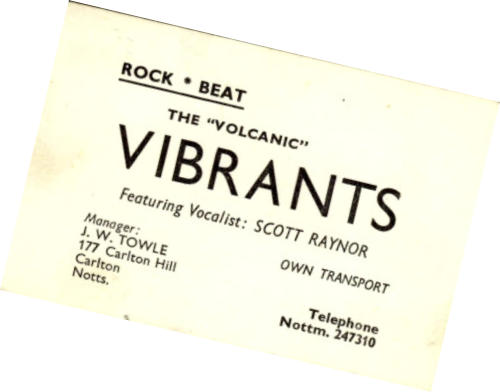 ROCK * BEAT
THE "VOLCANIC"
VIBRANTS
Featuring Vocalist: SCOTT RAYNOR
Manager:
J. W. TOWLE
177 Carlton Hill
Carlton
Notts.
OWN TRANSPORT
Telephone
Nottm. 247310